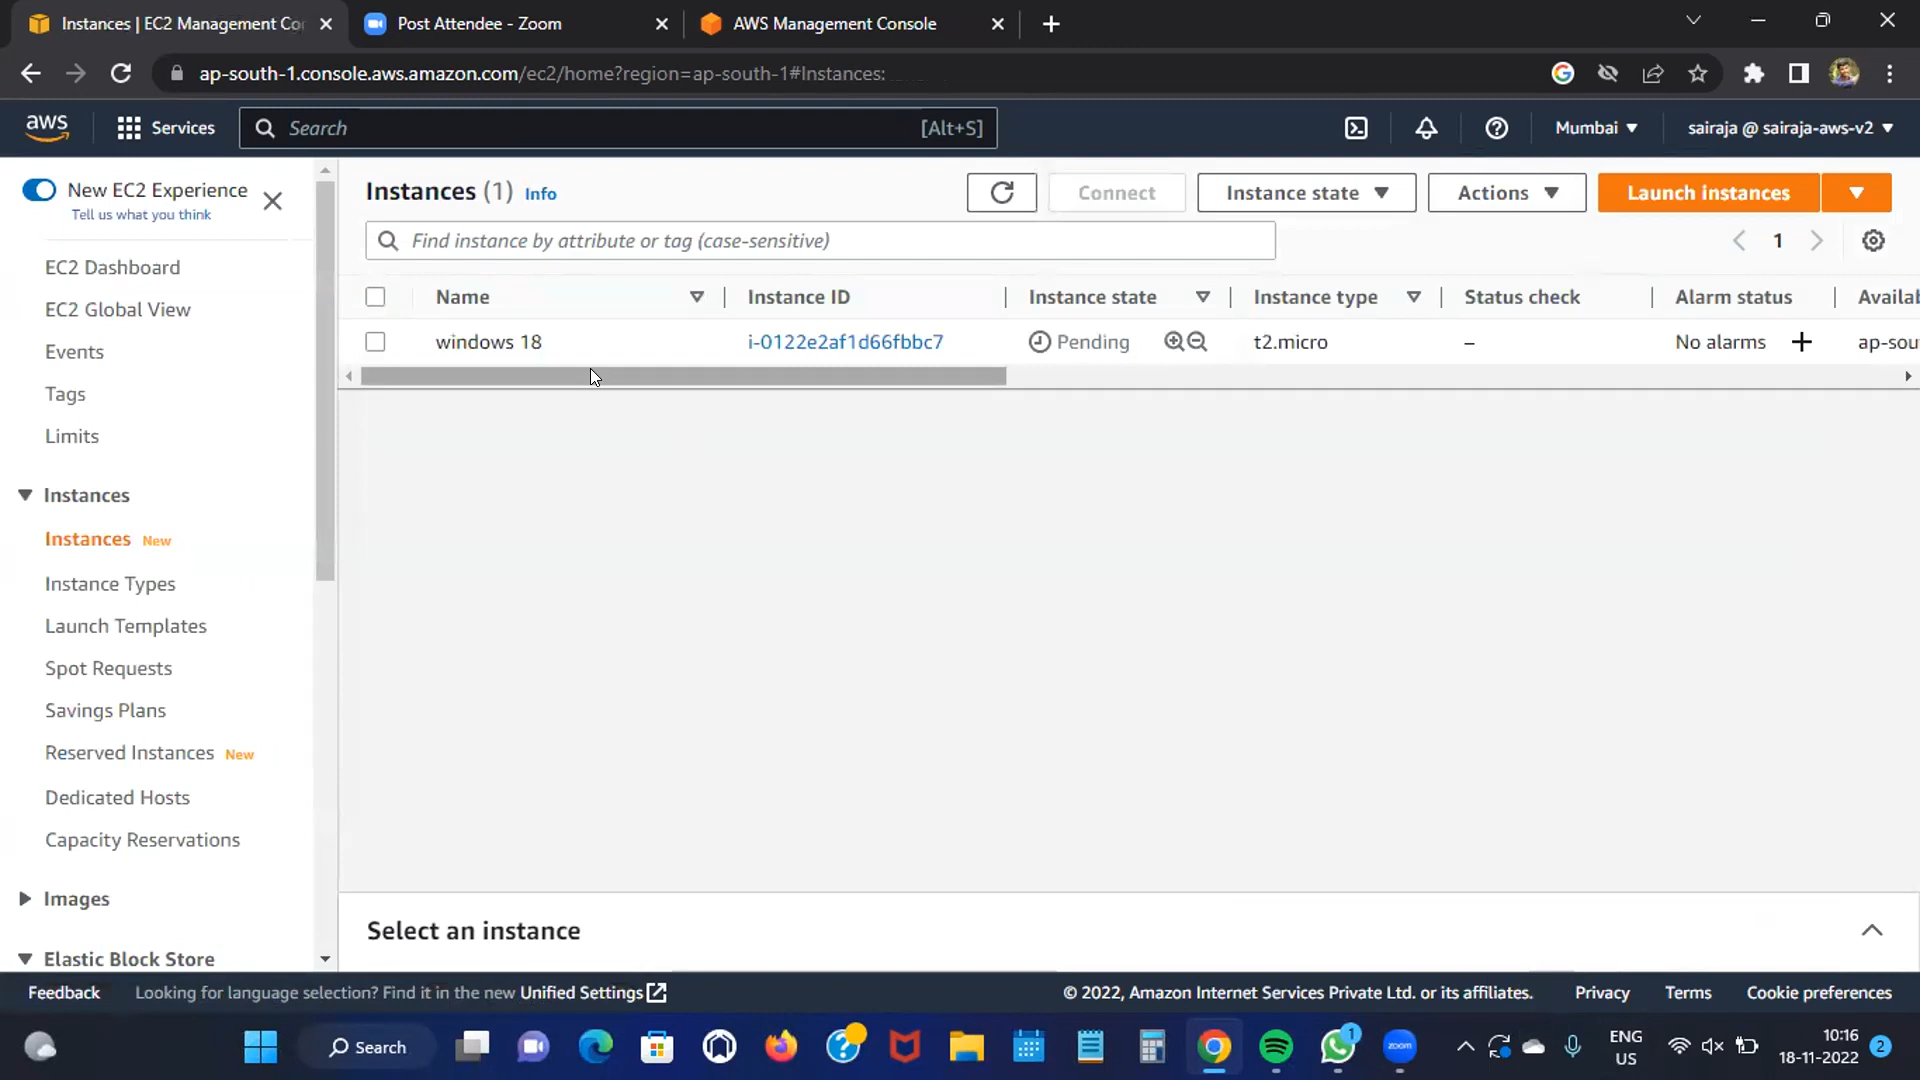 Instances | EC2 Management Co
Post Attendee - Zoom
AWS Management Console
ap-south-1.console.aws.amazon.com/ec2/home?region=ap-south-1#Instances:
aws
Services
Search
[Alt+S]
Mumbai
sairaja @ sairaja-aws-v2
New EC2 Experience
Tell us what you think
EC2 Dashboard
EC2 Global View
Events
Tags
Limits
Instances
Instances New
Instance Types
Launch Templates
Spot Requests
Savings Plans
Reserved Instances New
Dedicated Hosts
Capacity Reservations
Images
Elastic Block Store
Instances (1) Info
Connect
Instance state
Actions
Launch instances
Find instance by attribute or tag (case-sensitive)
1
Name
Instance ID
Instance state
Instance type
Status check
Alarm status
Availab
windows 18
i-0122e2af1d66fbbc7
Pending
t2.micro
–
No alarms +
ap-sou
Select an instance
Feedback
Looking for language selection? Find it in the new Unified Settings
© 2022, Amazon Internet Services Private Ltd. or its affiliates.
Privacy
Terms
Cookie preferences
Search
1
zoom
ENG
US
10:16
18-11-2022
2